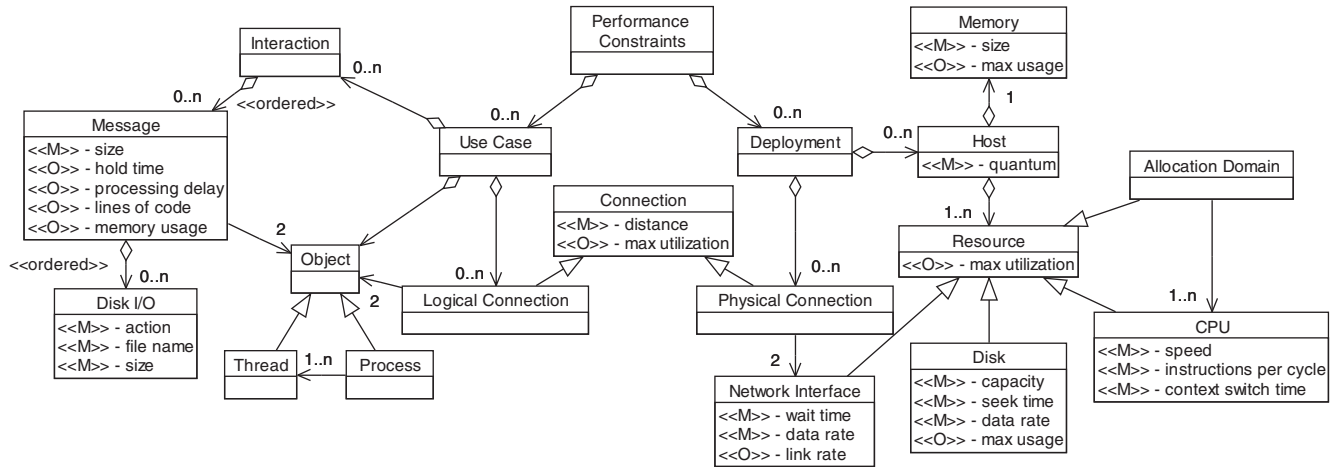 Performance
Constraints
Memory
<<M>> - size
<<O>> - max usage
Interaction
0..n
<<ordered>>
0..n
0..n
0..n
1
Message
<<M>> - size
<<O>> - hold time
<<O>> - processing delay
<<O>> - lines of code
<<O>> - memory usage
Use Case
Deployment
0..n
Host
<<M>> - quantum
Allocation Domain
Connection
<<M>> - distance
<<O>> - max utilization
1..n
Resource
<<O>> - max utilization
2
Object
<<ordered>>
0..n
0..n
0..n
2
Logical Connection
Physical Connection
1..n
Disk I/O
<<M>> - action
<<M>> - file name
<<M>> - size
CPU
<<M>> - speed
<<M>> - instructions per cycle
<<M>> - context switch time
Thread
1..n
Process
2
Network Interface
<<M>> - wait time
<<M>> - data rate
<<O>> - link rate
Disk
<<M>> - capacity
<<M>> - seek time
<<M>> - data rate
<<O>> - max usage